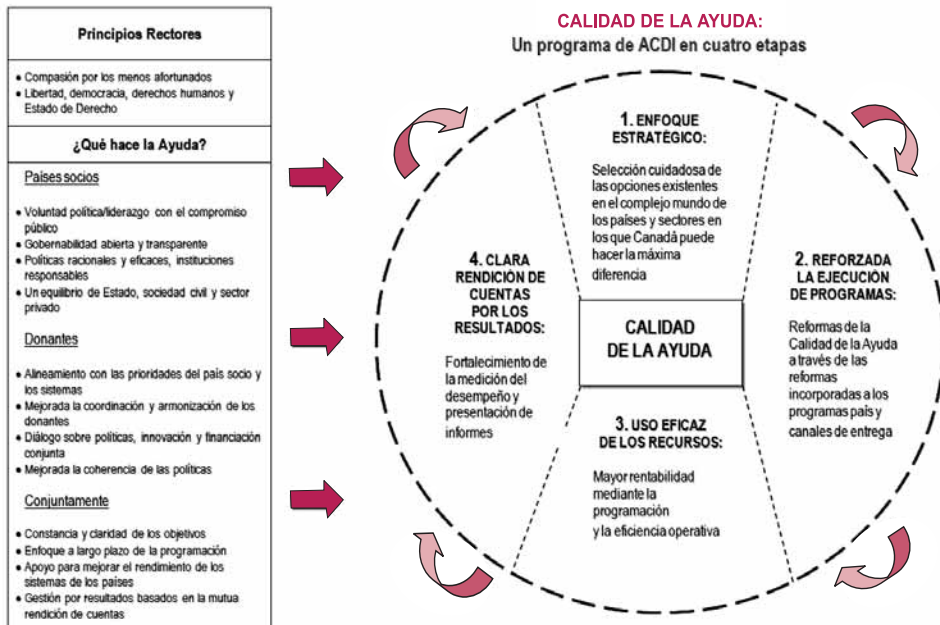 Principios Rectores
• Compasión por los menos afortunados
• Libertad, democracia, derechos humanos y
Estado de Derecho
¿Qué hace la Ayuda?
Países socios
• Voluntad política/liderazgo con el compromiso
público
• Gobernabilidad abierta y transparente
• Políticas racionales y eficaces, instituciones
responsables
• Un equilibrio de Estado, sociedad civil y sector
privado
Donantes
• Alineamiento con las prioridades del país socio y
los sistemas
• Mejorada la coordinación y armonización de los
donantes
• Diálogo sobre políticas, innovación y financiación
conjunta
• Mejorada la coherencia de las políticas
Conjuntamente
• Constancia y claridad de los objetivos
• Enfoque a largo plazo de la programación
• Apoyo para mejorar el rendimiento de los
sistemas de los países
• Gestión por resultados basados en la mutua
rendición de cuentas
CALIDAD DE LA AYUDA:
Un programa de ACDI en cuatro etapas
1. ENFOQUE
ESTRATÉGICO:
Selección cuidadosa de
las opciones existentes
en el complejo mundo de
los países y sectores en
los que Canadá puede
hacer la máxima
diferencia
2. REFORZADA
LA EJECUCIÓN
DE PROGRAMAS:
Reformas de la
Calidad de la Ayuda
a través de las
reformas
incorporadas a los
programas país y
canales de entrega
3. USO EFICAZ
DE LOS RECURSOS:
Mayor rentabilidad
mediante la
programación
y la eficiencia operativa
4. CLARA
RENDICIÓN DE
CUENTAS
POR LOS
RESULTADOS:
Fortalecimiento de
la medición del
desempeño y
presentación de
informes
CALIDAD
DE LA AYUDA